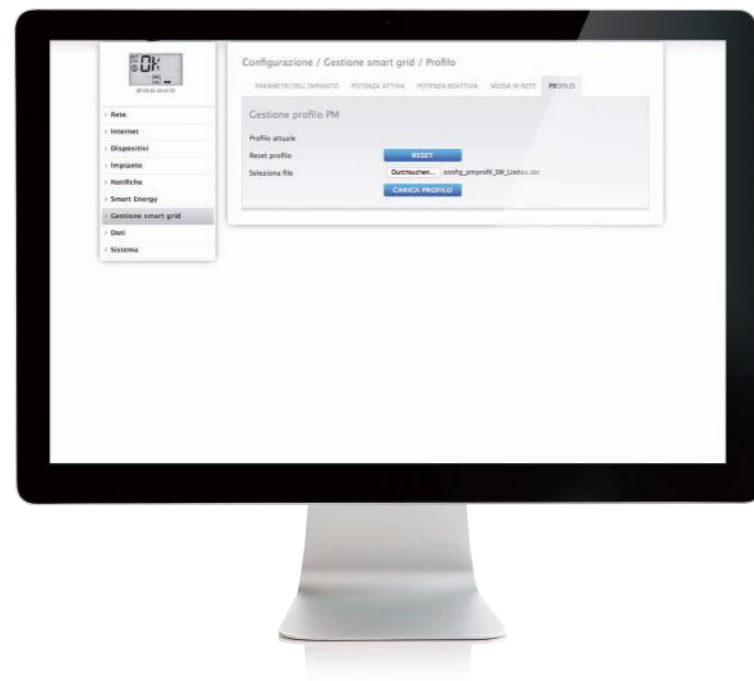 OK
Configurazione / Gestione smart grid / Profilo
PARAMETRI DELL'IMPIANTO POTENZA ATTIVA POTENZA REATTIVA MESSA IN RETE PROFILO
Gestione profilo PM
Profilo attuale
Reset profilo RESET
Seleziona file Durchsuchen...
CARICA PROFILO
Rete
Internet
Dispositivi
Impianto
Notifiche
Smart Energy
Gestione smart grid
Dati
Sistema